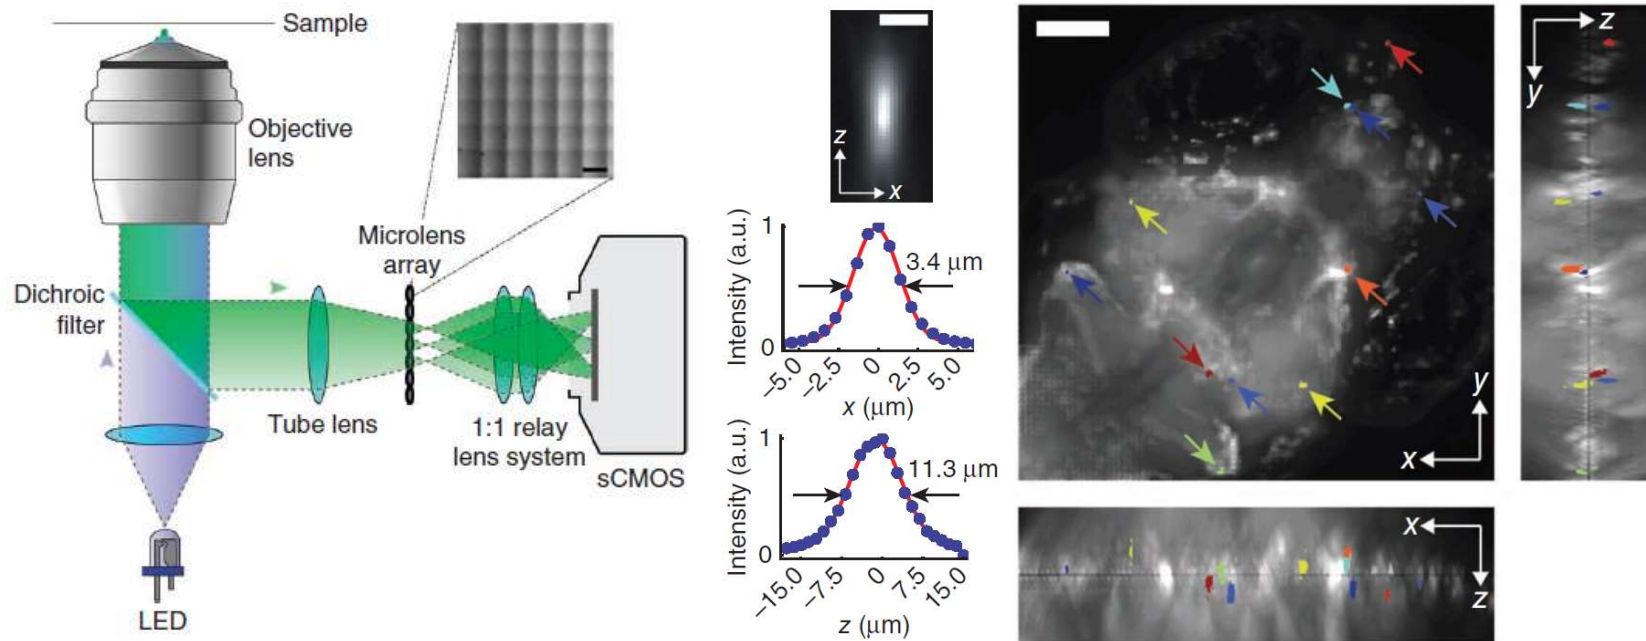 Sample
Objective
lens
Microlens
array
Dichroic
filter
Tube lens
1:1 relay
lens system
sCMOS
LED
z
x
Intensity (a.u.)
1
0
3.4 μm
−5.0
−2.5
0
2.5
5.0
x (μm)
Intensity (a.u.)
1
0
11.3 μm
−15.0
−7.5
0
7.5
15.0
z (μm)
y
x
z
y
x
z